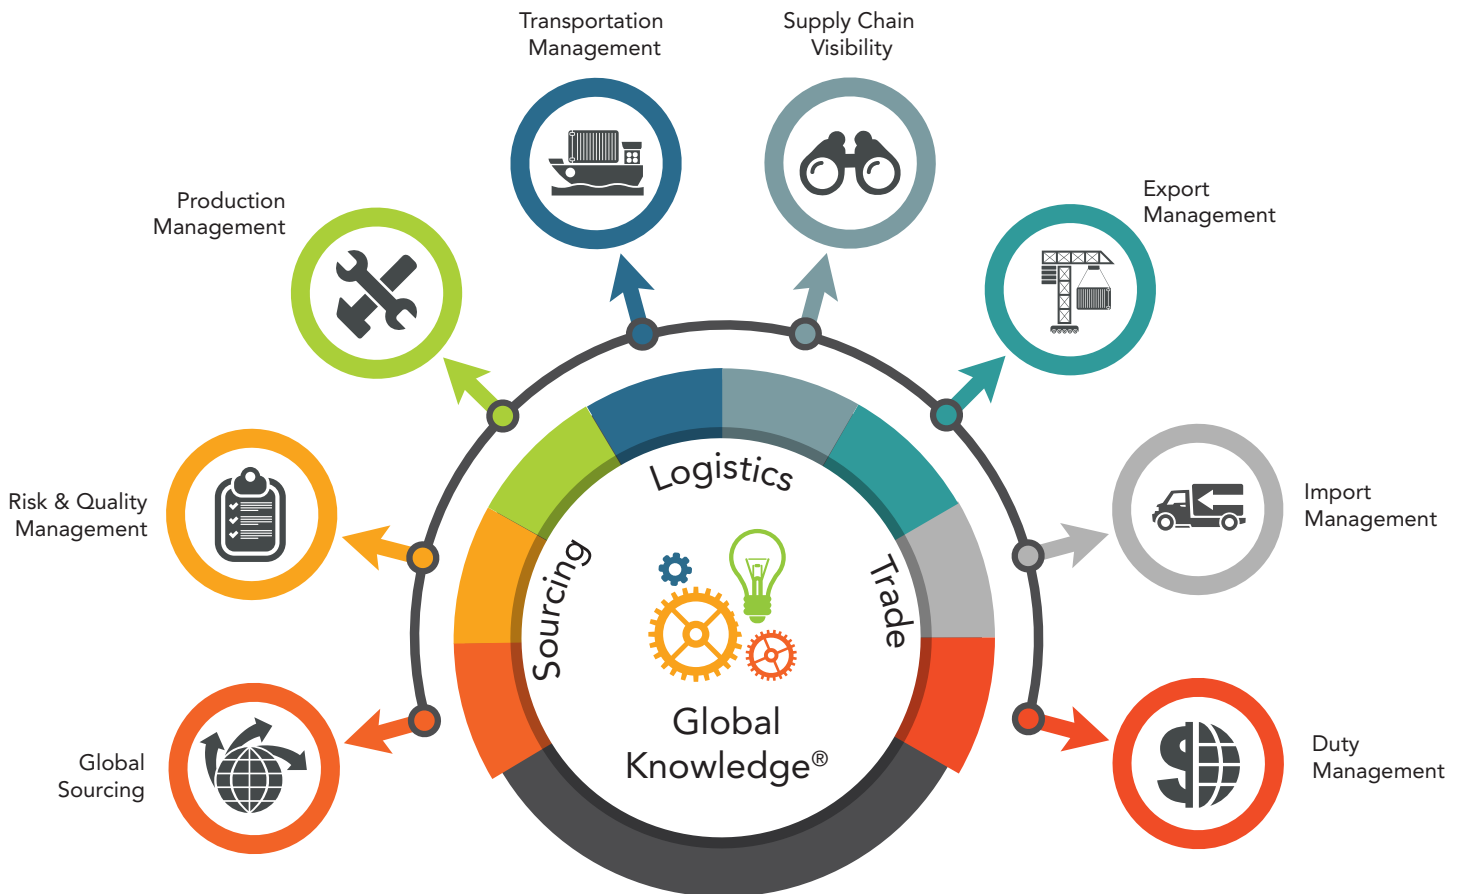 Transportation
Management
Supply Chain
Visibility
Production
Management
Export
Management
Risk & Quality
Management
Import
Management
Global
Sourcing
Duty
Management
Sourcing
Logistics
Trade
Global
Knowledge®